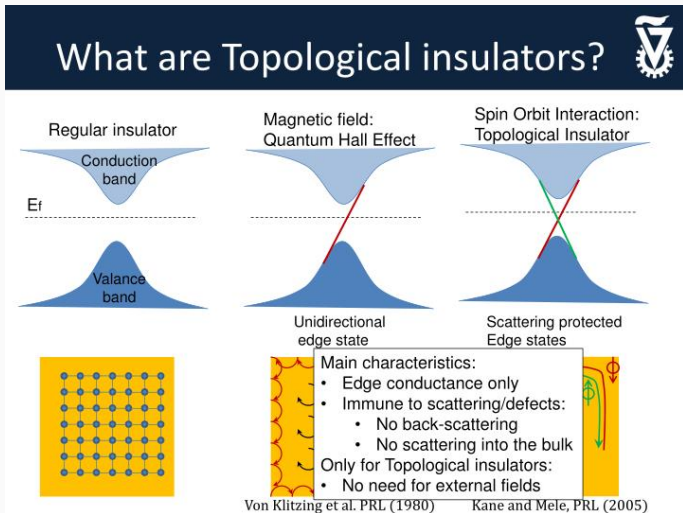 What are Topological insulators?
Regular insulator
Conduction
band
Ef
Valance
band
Magnetic field:
Quantum Hall Effect
Unidirectional
edge state
Spin Orbit Interaction:
Topological Insulator
Scattering protected
Edge states
Main characteristics:
• Edge conductance only
• Immune to scattering/defects:
• No back-scattering
• No scattering into the bulk
Only for Topological insulators:
• No need for external fields
Von Klitzing et al. PRL (1980)
Kane and Mele, PRL (2005)